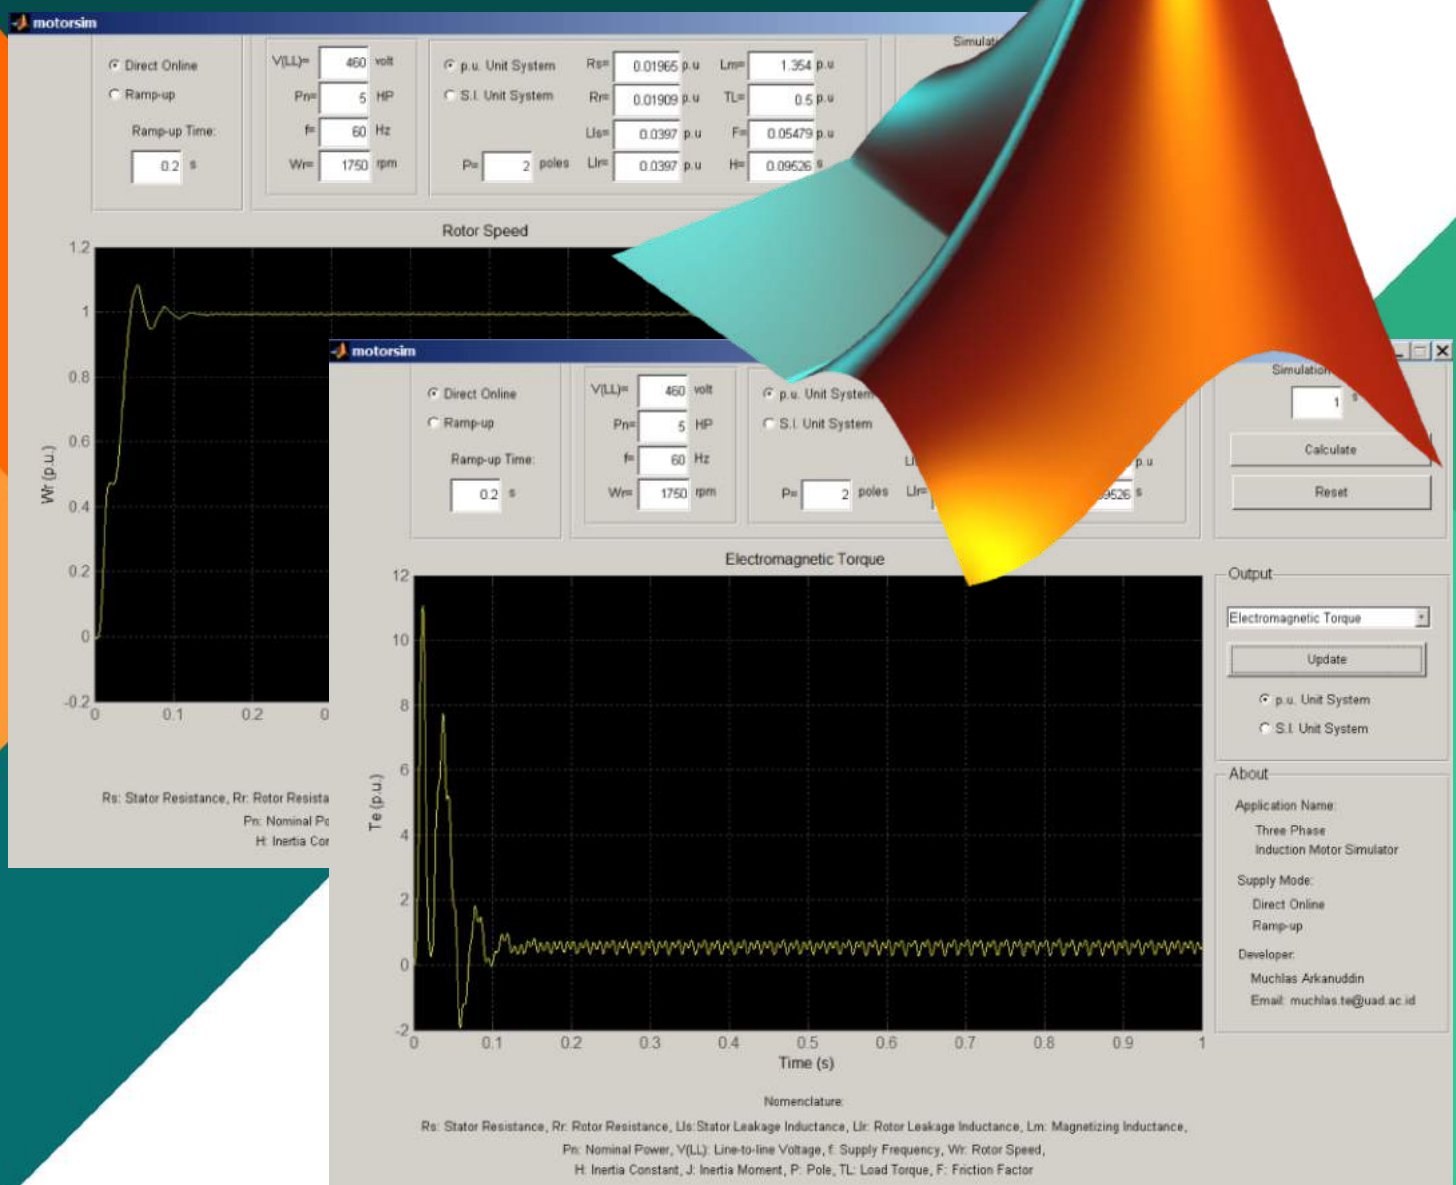 motorsim
Direct Online
Ramp-up
Ramp-up Time:
0.2 s
V(LL)= 460 volt
Pn= 5 HP
f= 60 Hz
Wr= 1750 rpm
p.u. Unit System
S.I. Unit System
P= 2 poles
Rs= 0.01965 p.u Lm= 1.354 p.u
Rr= 0.01909 p.u TL= 0.5 p.u
Lls= 0.0397 p.u F= 0.05479 p.u
Llr= 0.0397 p.u H= 0.09526 s
Rotor Speed
1.2
1
0.8
0.6
0.4
0.2
0
-0.2
Wr (p.u.)
0 0.1 0.2
Rs: Stator Resistance, Rr: Rotor
Pn: Nominal
H: Inertia
motorsim
Direct Online
Ramp-up
Ramp-up Time:
0.2 s
V(LL)= 460 volt
Pn= 5 HP
f= 60 Hz
Wr= 1750 rpm
p.u. Unit System
S.I. Unit System
P= 2 poles
Llr=
p.u
s
Simulation
1 s
Calculate
Reset
Electromagnetic Torque
12
10
8
6
4
2
0
-2
Te (p.u.)
0 0.1 0.2 0.3 0.4 0.5 0.6 0.7 0.8 0.9 1
Time (s)
Output
Electromagnetic Torque
Update
p.u. Unit System
S.I. Unit System
About
Application Name:
Three Phase
Induction Motor Simulator
Supply Mode:
Direct Online
Ramp-up
Developer:
Muchlas Arkanuddin
Email: muchlas.te@uad.ac.id
Nomenclature:
Rs: Stator Resistance, Rr: Rotor Resistance, Lls:Stator Leakage Inductance, Llr: Rotor Leakage Inductance, Lm: Magnetizing Inductance,
Pn: Nominal Power, V(LL): Line-to-line Voltage, f: Supply Frequency, Wr: Rotor Speed,
H: Inertia Constant, J: Inertia Moment, P: Pole, TL: Load Torque, F: Friction Factor